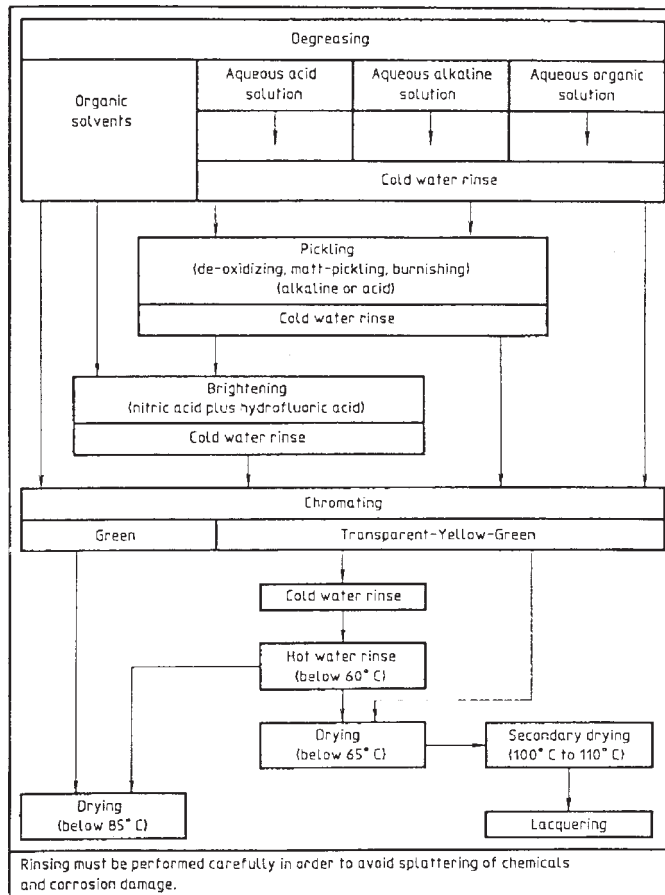 Degreasing
Organic
solvents
Aqueous acid
solution
Aqueous alkaline
solution
Aqueous organic
solution
Cold water rinse
Pickling
(de-oxidizing, matt-pickling, burnishing)
(alkaline or acid)
Cold water rinse
Brightening
(nitric acid plus hydrofluoric acid)
Cold water rinse
Chromating
Green
Transparent-Yellow-Green
Cold water rinse
Hot water rinse
(below 60° C)
Drying
(below 65° C)
Secondary drying
(100° C to 110° C)
Drying
(below 85° C)
Lacquering
Rinsing must be performed carefully in order to avoid splattering of chemicals
and corrosion damage.